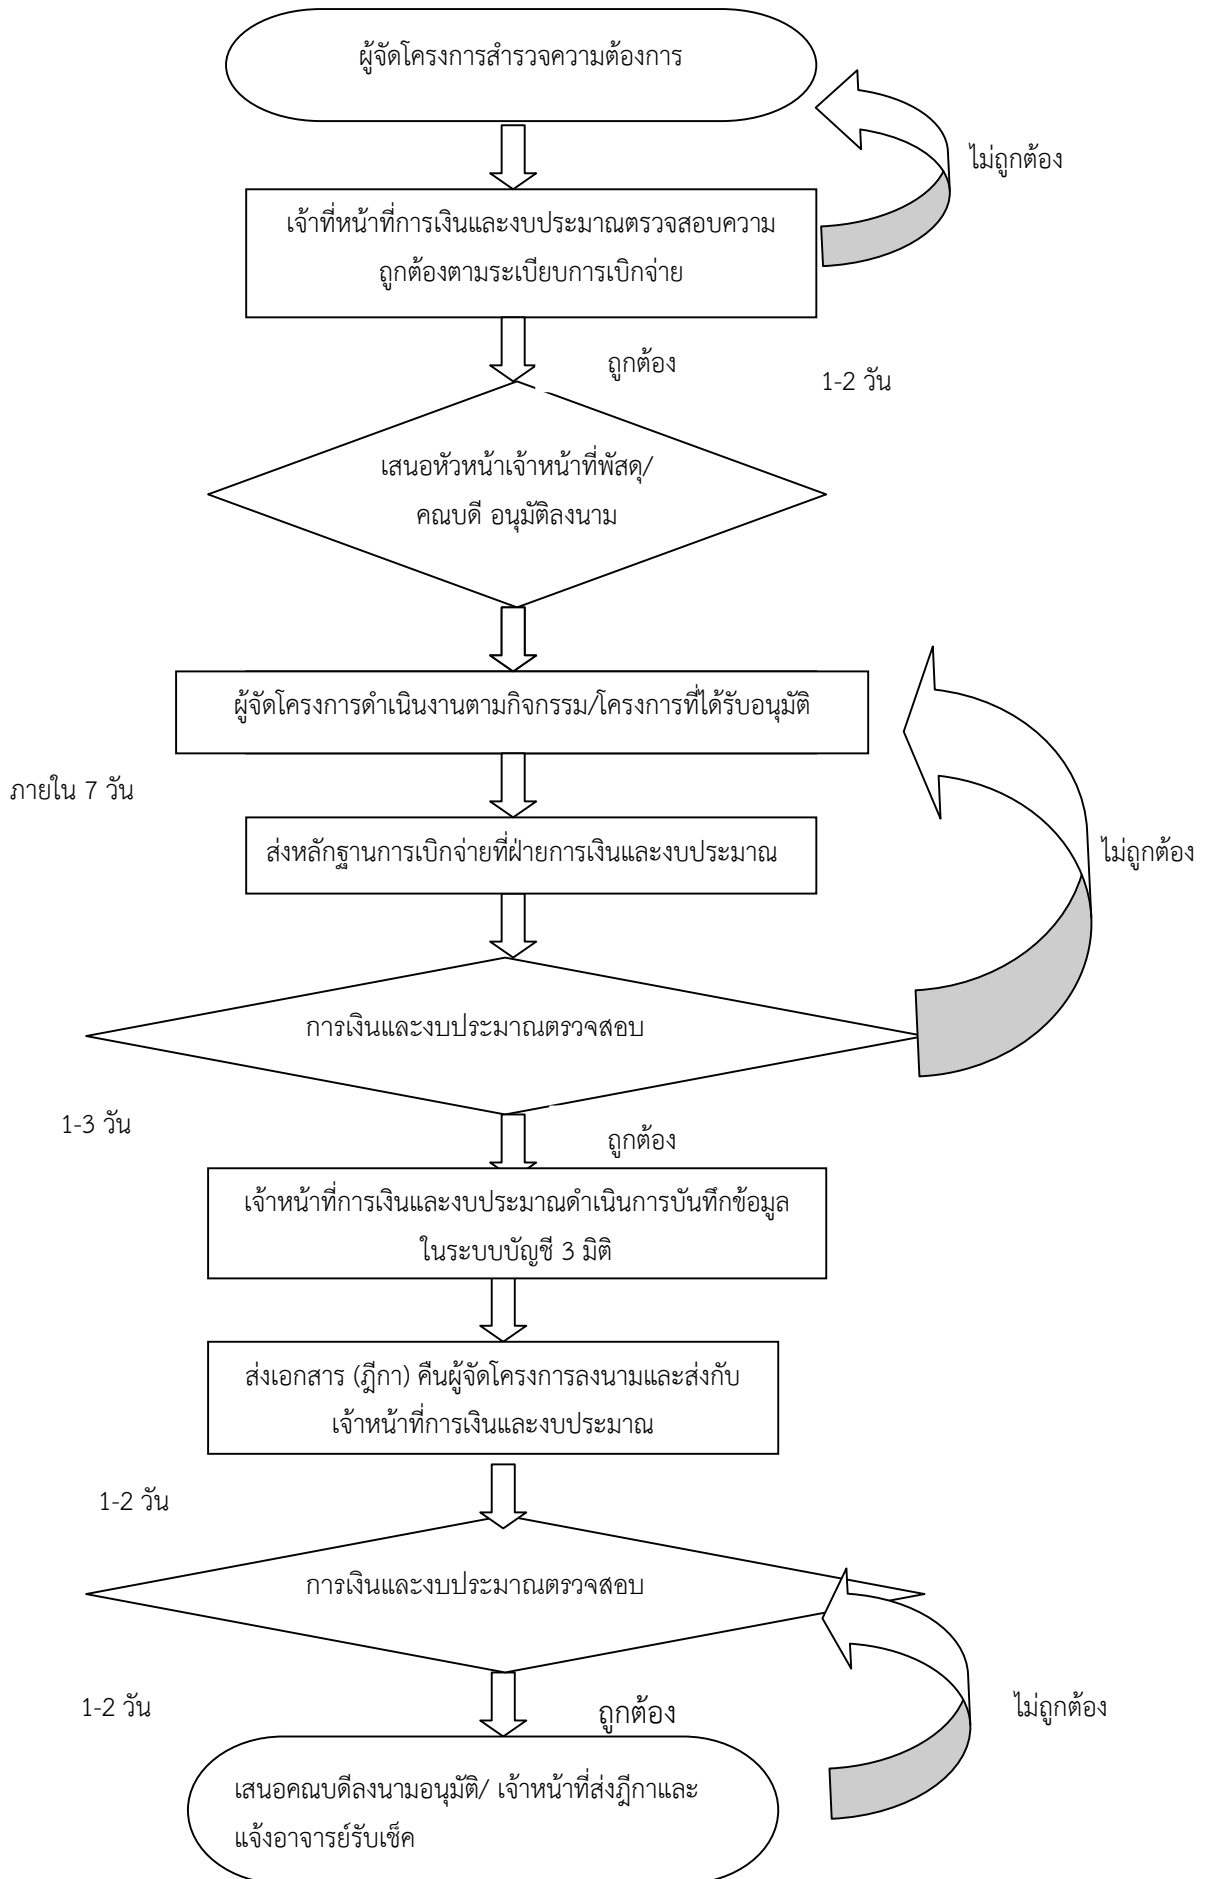 ผู้จัดโครงการสำรวจความต้องการ
ไม่ถูกต้อง
เจ้าที่หน้าที่การเงินและงบประมาณตรวจสอบความ
ถูกต้องตามระเบียบการเบิกจ่าย
ถูกต้อง
1-2 วัน
เสนอหัวหน้าเจ้าหน้าที่พัสดุ/
คณบดี อนุมัติลงนาม
ผู้จัดโครงการดำเนินงานตามกิจกรรม/โครงการที่ได้รับอนุมัติ
ภายใน 7 วัน
ส่งหลักฐานการเบิกจ่ายที่ฝ่ายการเงินและงบประมาณ
ไม่ถูกต้อง
การเงินและงบประมาณตรวจสอบ
1-3 วัน
ถูกต้อง
เจ้าหน้าที่การเงินและงบประมาณดำเนินการบันทึกข้อมูล
ในระบบบัญชี 3 มิติ
ส่งเอกสาร (ฎีกา) คืนผู้จัดโครงการลงนามและส่งกับ
เจ้าหน้าที่การเงินและงบประมาณ
1-2 วัน
การเงินและงบประมาณตรวจสอบ
1-2 วัน
ถูกต้อง
ไม่ถูกต้อง
เสนอคณบดีลงนามอนุมัติ/ เจ้าหน้าที่ส่งฎีกาและ
แจ้งอาจารย์รับเช็ค